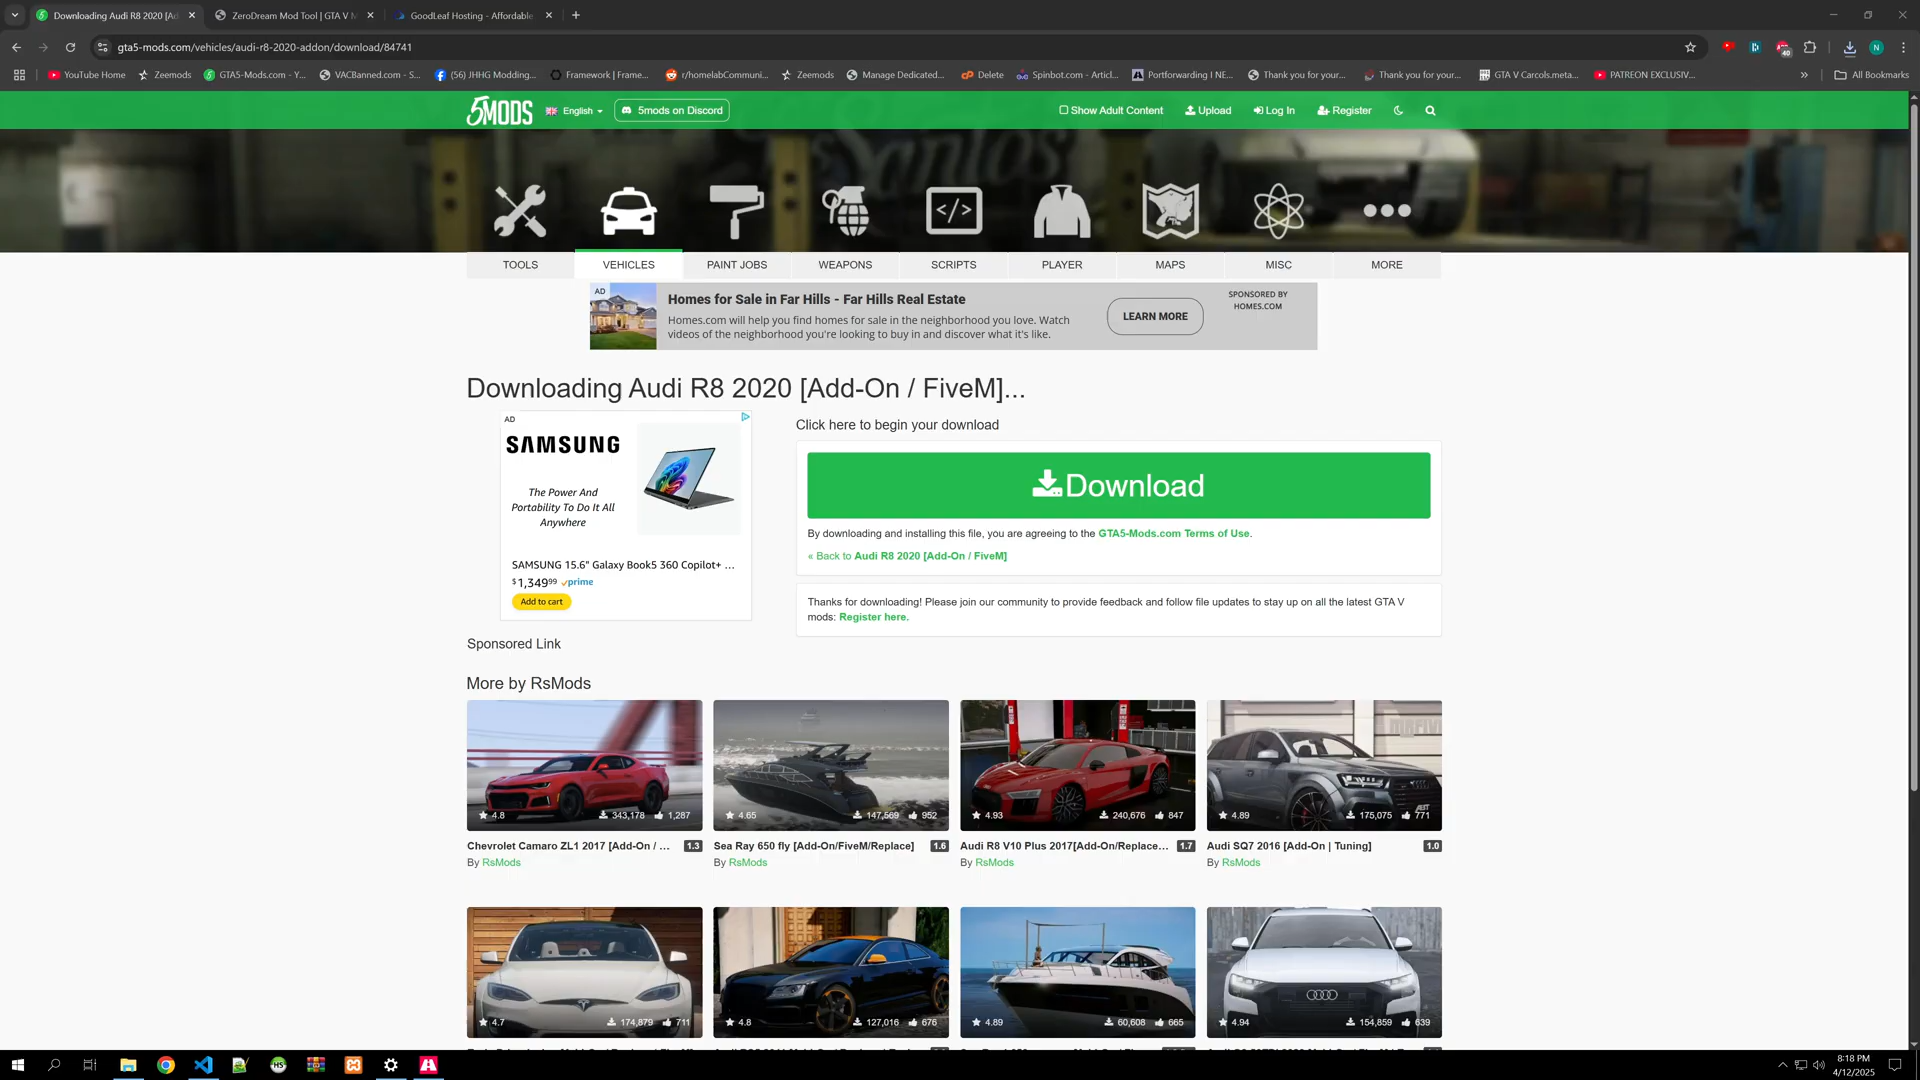 Downloading Audi R8 2020 [Ad
ZeroDream Mod Tool | GTA V M
GoodLeaf Hosting - Affordable
gta5-mods.com/vehicles/audi-r8-2020-addon/download/84741
40
N
YouTube Home
Zeemods
GTA5-Mods.com - Y...
VACBanned.com - S...
(56) JHHG Modding...
Framework | Frame...
r/homelabCommuni...
Zeemods
Manage Dedicated...
Delete
Spinbot.com - Articl...
Portforwarding I NE...
Thank you for your...
Thank you for your...
GTA V Carcols.meta...
PATREON EXCLUSIV...
All Bookmarks
5MODS
English
5mods on Discord
Show Adult Content
Upload
Log In
Register
Santos
TOOLS
VEHICLES
PAINT JOBS
WEAPONS
SCRIPTS
PLAYER
MAPS
MISC
MORE
AD
Homes for Sale in Far Hills - Far Hills Real Estate
Homes.com will help you find homes for sale in the neighborhood you love. Watch
videos of the neighborhood you're looking to buy in and discover what it's like.
LEARN MORE
SPONSORED BY
HOMES.COM
Downloading Audi R8 2020 [Add-On / FiveM]...
AD
SAMSUNG
The Power And
Portability To Do It All
Anywhere
SAMSUNG 15.6" Galaxy Book5 360 Copilot+ ...
$1,349.99 prime
Add to cart
Sponsored Link
Click here to begin your download
Download
By downloading and installing this file, you are agreeing to the GTA5-Mods.com Terms of Use.
« Back to Audi R8 2020 [Add-On / FiveM]
Thanks for downloading! Please join our community to provide feedback and follow file updates to stay up on all the latest GTA V
mods: Register here.
More by RsMods
4.8 343,178 1,287
4.65 147,569 952
4.93 240,676 847
4.89 175,075 771
Chevrolet Camaro ZL1 2017 [Add-On / ... 1.3
Sea Ray 650 fly [Add-On/FiveM/Replace] 1.6
Audi R8 V10 Plus 2017[Add-On/Replace... 1.7
Audi SQ7 2016 [Add-On | Tuning] 1.0
By RsMods
By RsMods
By RsMods
By RsMods
4.7 174,879 711
4.8 127,016 676
4.89 60,608 665
4.94 154,859 639
8:18 PM
4/12/2025